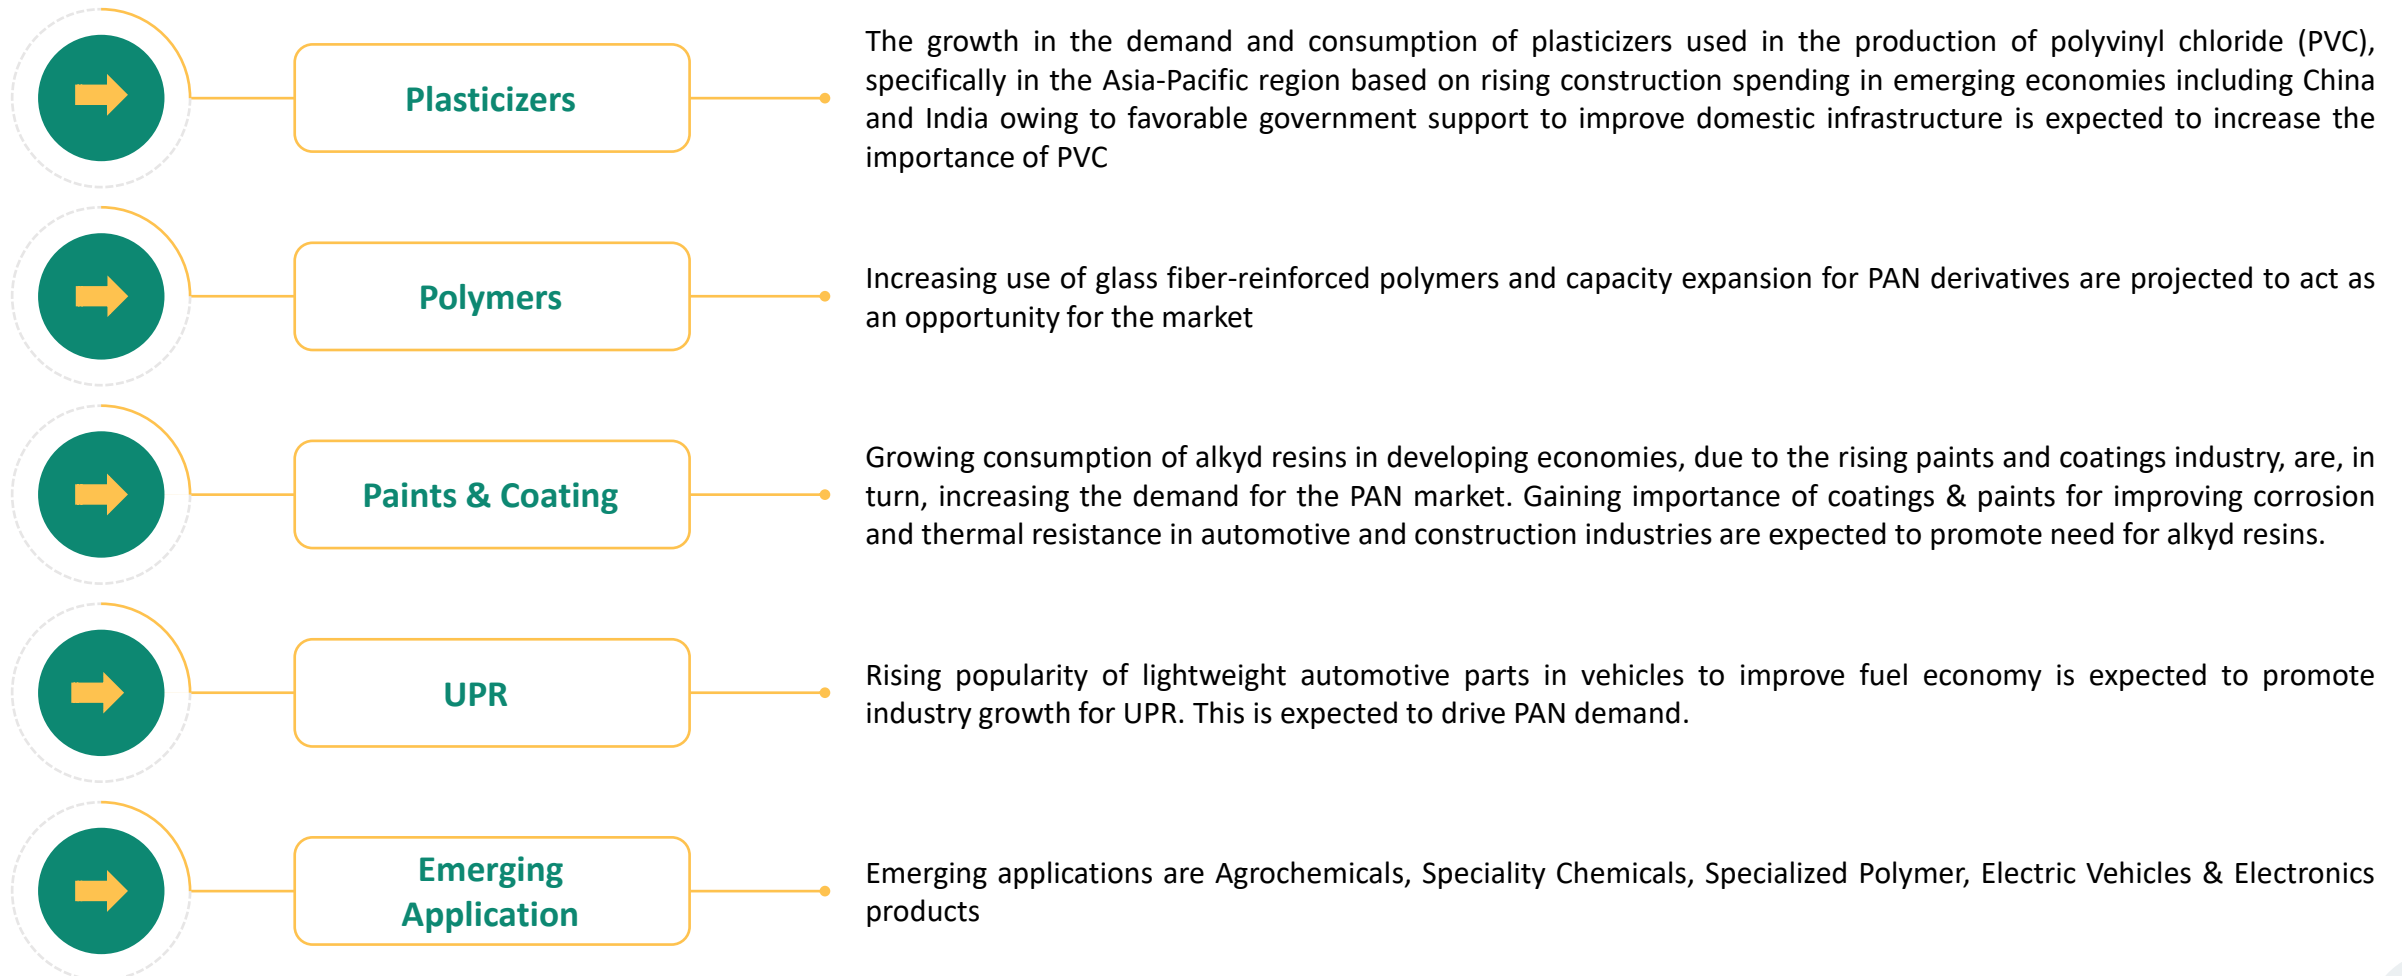 Plasticizers
The growth in the demand and consumption of plasticizers used in the production of polyvinyl chloride (PVC),
specifically in the Asia-Pacific region based on rising construction spending in emerging economies including China
and India owing to favorable government support to improve domestic infrastructure is expected to increase the
importance of PVC
Polymers
Increasing use of glass fiber-reinforced polymers and capacity expansion for PAN derivatives are projected to act as
an opportunity for the market
Paints & Coating
Growing consumption of alkyd resins in developing economies, due to the rising paints and coatings industry, are, in
turn, increasing the demand for the PAN market. Gaining importance of coatings & paints for improving corrosion
and thermal resistance in automotive and construction industries are expected to promote need for alkyd resins.
UPR
Rising popularity of lightweight automotive parts in vehicles to improve fuel economy is expected to promote
industry growth for UPR. This is expected to drive PAN demand.
Emerging
Application
Emerging applications are Agrochemicals, Speciality Chemicals, Specialized Polymer, Electric Vehicles & Electronics
products